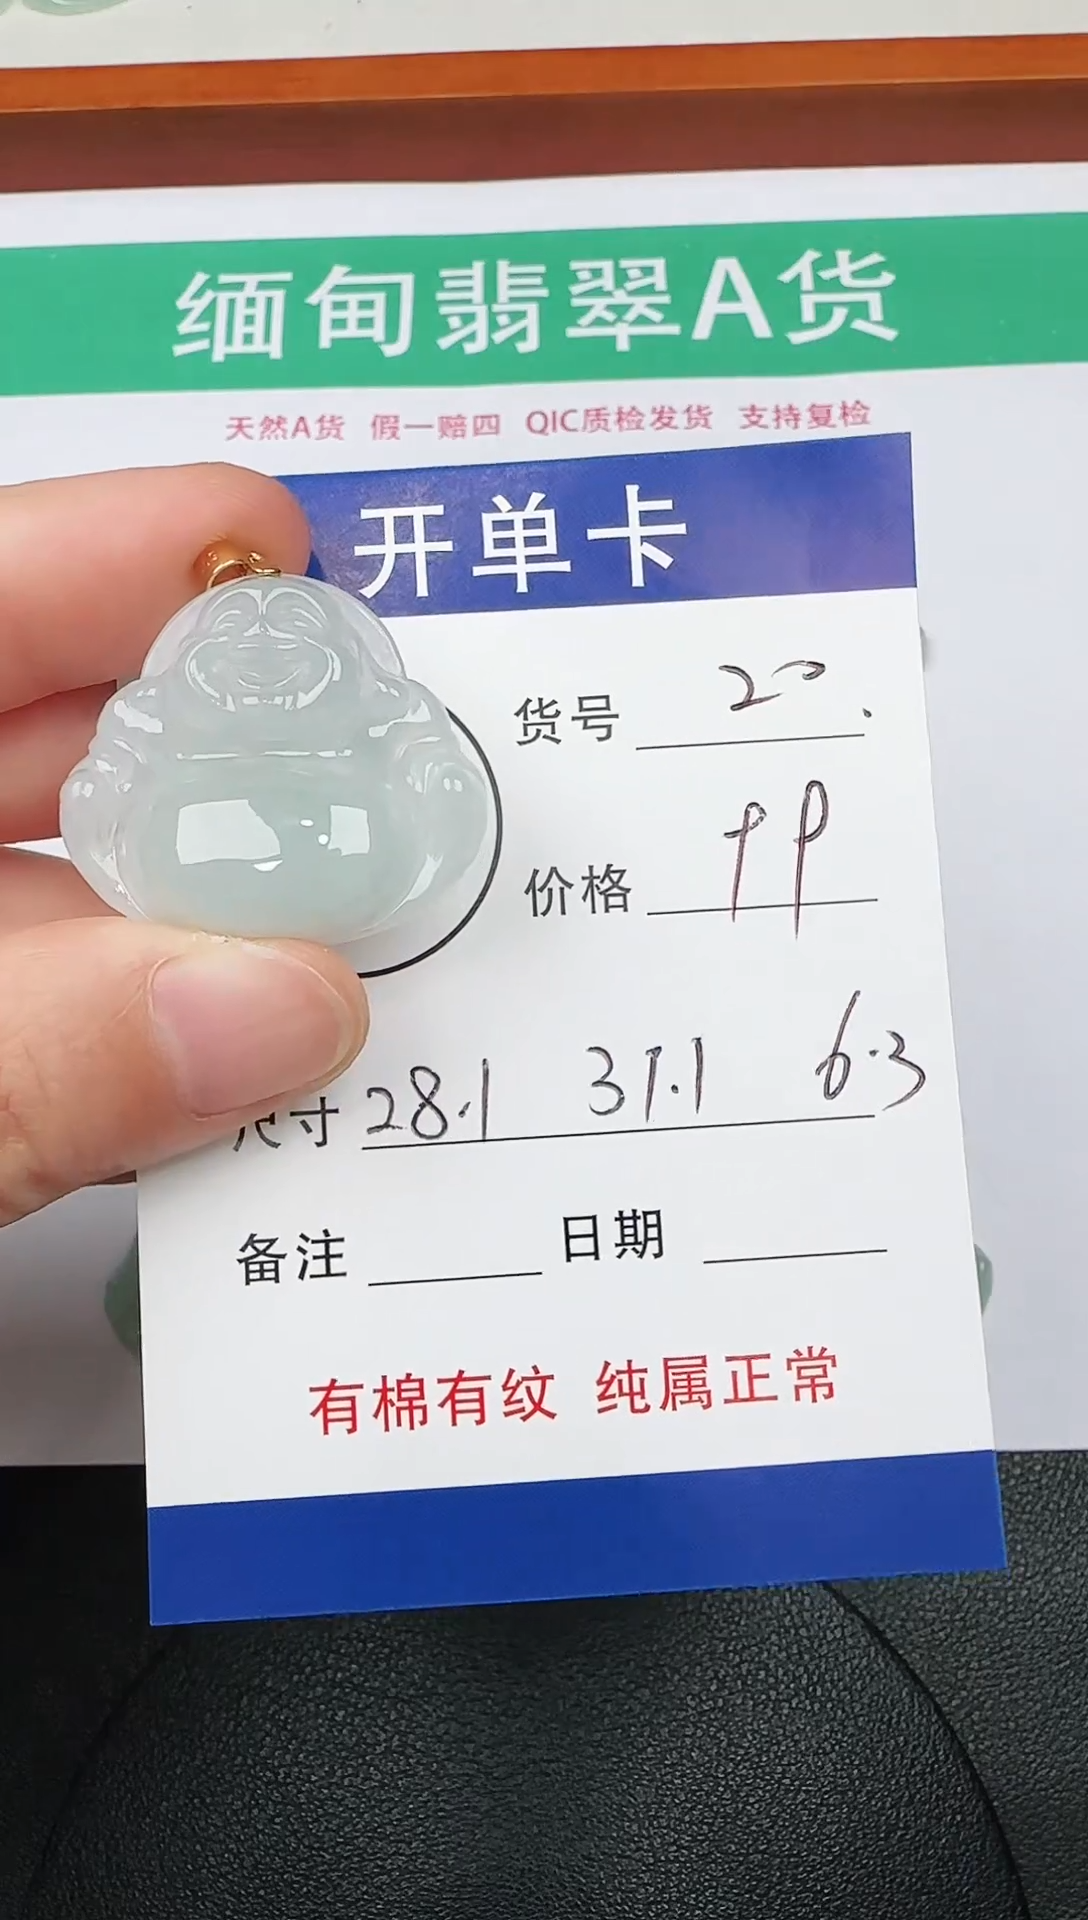 缅甸翡翠A货
天然A货 假一赔四 QIC质检发货 支持复检
开单卡
货号 20.
价格
尺寸 28.1 31.1 6.3
备注 日期
有棉有纹 纯属正常